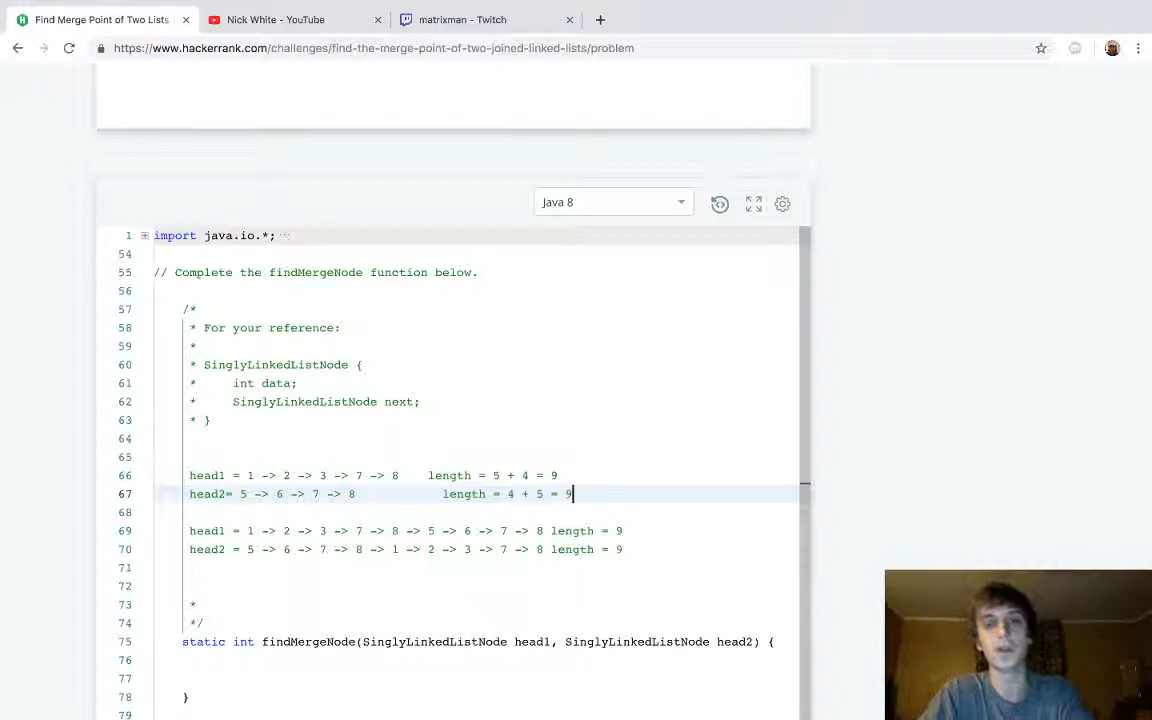 Find Merge Point of Two Lists
Nick White - YouTube
matrixman - Twitch
https://www.hackerrank.com/challenges/find-the-merge-point-of-two-joined-linked-lists/problem
Java 8
1 import java.io.*;
54
55 // Complete the findMergeNode function below.
56
57 /*
58 * For your reference:
59 *
60 * SinglyLinkedListNode {
61 * int data;
62 * SinglyLinkedListNode next;
63 * }
64
65
66 head1 = 1 -> 2 -> 3 -> 7 -> 8 length = 5 + 4 = 9
67 head2= 5 -> 6 -> 7 -> 8 length = 4 + 5 = 9
68
69 head1 = 1 -> 2 -> 3 -> 7 -> 8 -> 5 -> 6 -> 7 -> 8 length = 9
70 head2 = 5 -> 6 -> 7 -> 8 -> 1 -> 2 -> 3 -> 7 -> 8 length = 9
71
72
73 *
74 */
75 static int findMergeNode(SinglyLinkedListNode head1, SinglyLinkedListNode head2) {
76
77
78 }
79